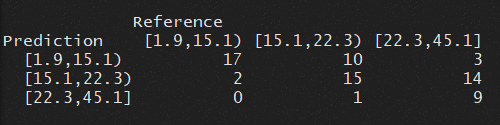 Reference
Prediction [1.9,15.1) [15.1,22.3) [22.3,45.1]
[1.9,15.1) 17 10 3
[15.1,22.3) 2 15 14
[22.3,45.1] 0 1 9